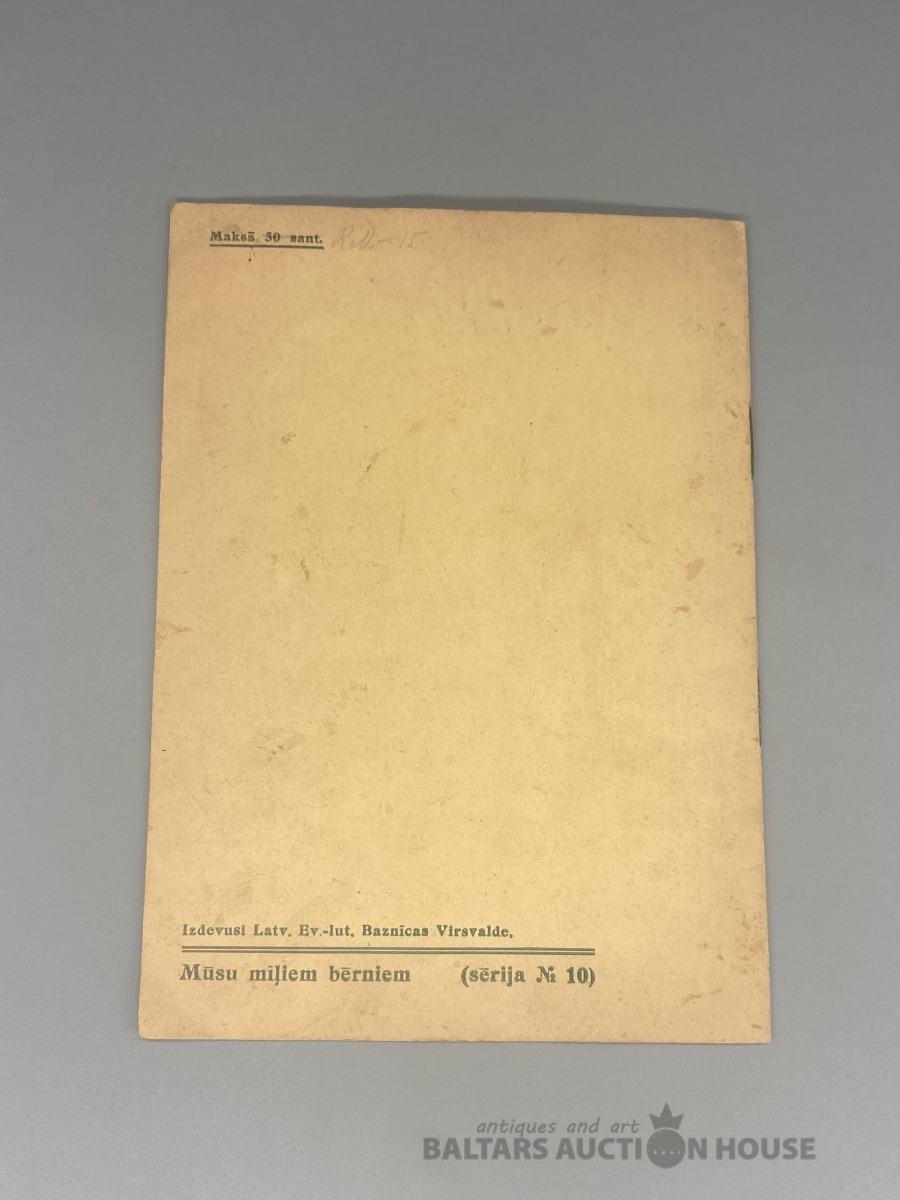 Maksā 50 sant.
Izdevusi Latv. Ev.-lut. Baznīcas Virsvalde.
Mūsu mīļiem bērniem (sērija № 10)
antiques and art
BALTARS AUCTION HOUSE